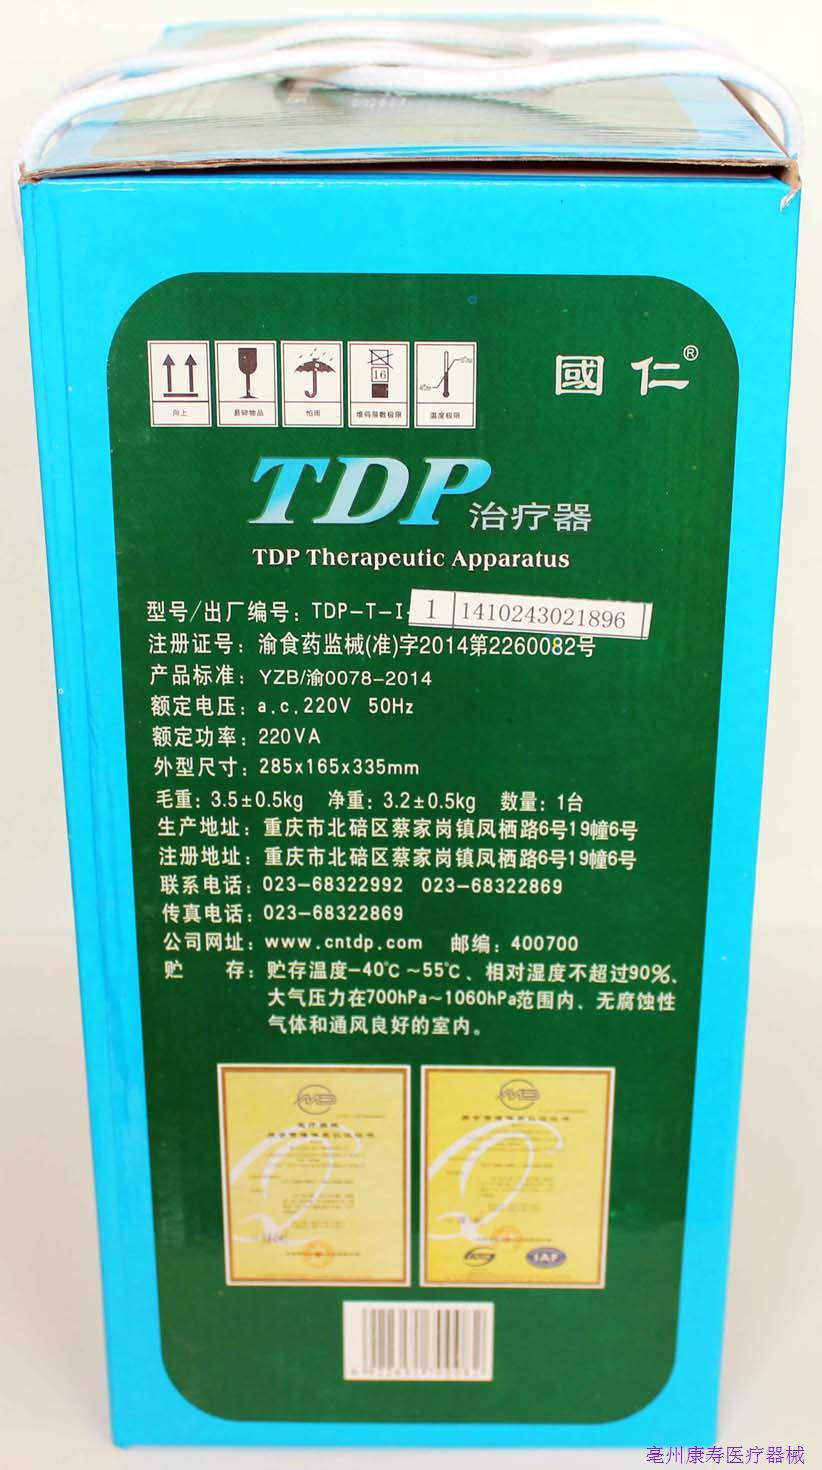 國仁®
16
向上 易碎物品 怕雨 堆码层数极限 温度极限
TDP治疗器
TDP Therapeutic Apparatus
型号/出厂编号: TDP-T-I- 1 1410243021896
注册证号: 渝食药监械(准)字2014第2260082号
产品标准: YZB/渝0078-2014
额定电压: a.c.220V 50Hz
额定功率: 220VA
外型尺寸: 285x165x335mm
毛重: 3.5±0.5kg 净重: 3.2±0.5kg 数量: 1台
生产地址: 重庆市北碚区蔡家岗镇凤栖路6号19幢6号
注册地址: 重庆市北碚区蔡家岗镇凤栖路6号19幢6号
联系电话: 023-68322992 023-68322869
传真电话: 023-68322869
公司网址: www.cntdp.com 邮编: 400700
贮 存: 贮存温度-40℃~55℃、相对湿度不超过90%、
大气压力在700hPa~1060hPa范围内、无腐蚀性
气体和通风良好的室内。
IAF
亳州康寿医疗器械